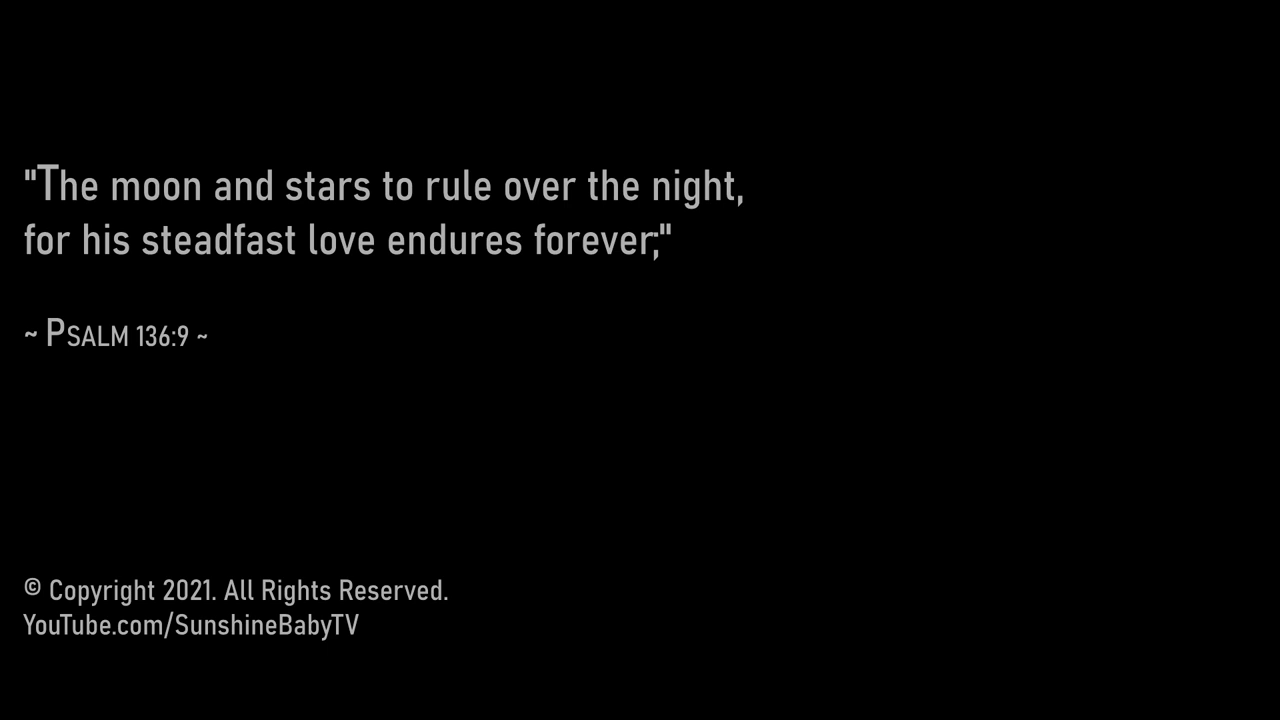 "The moon and stars to rule over the night,
for his steadfast love endures forever;"
~ PSALM 136:9 ~
© Copyright 2021. All Rights Reserved.
YouTube.com/SunshineBabyTV